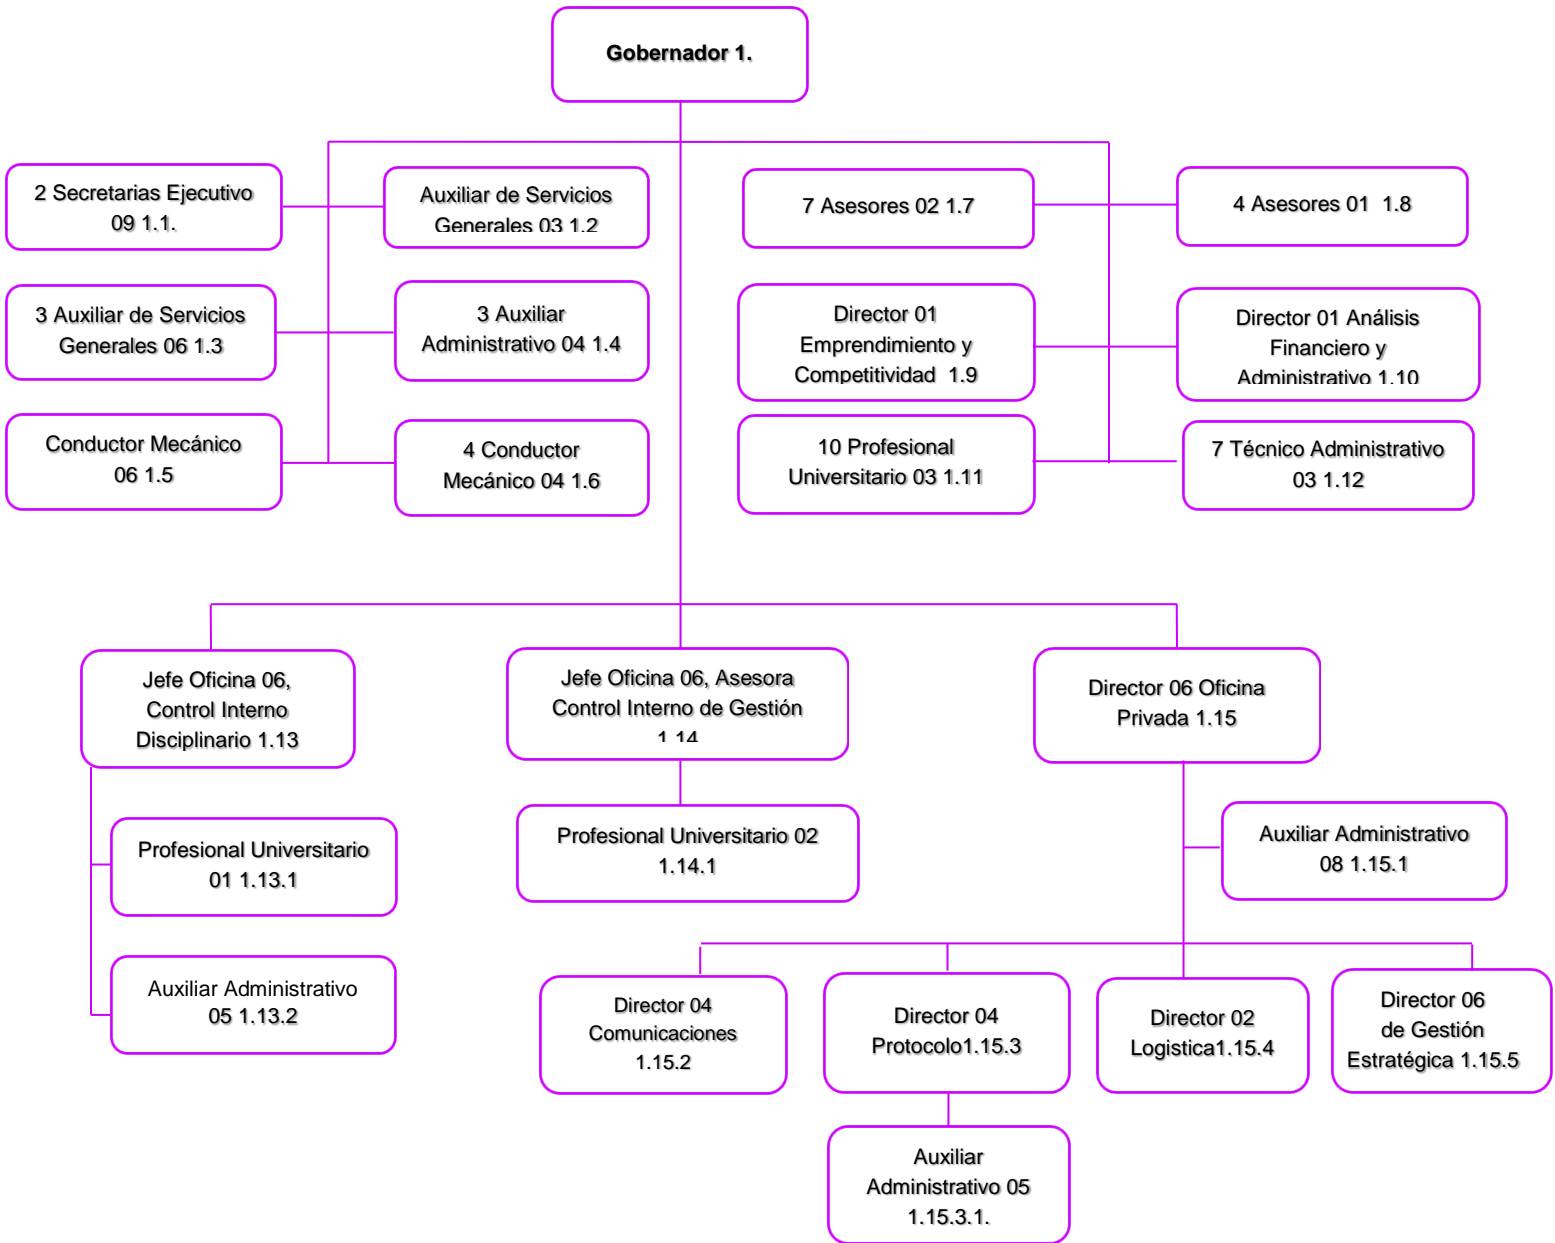 Gobernador 1.
2 Secretarias Ejecutivo
09 1.1.
Auxiliar de Servicios
Generales 03 1.2
7 Asesores 02 1.7
4 Asesores 01  1.8
3 Auxiliar de Servicios
Generales 06 1.3
3 Auxiliar
Administrativo 04 1.4
Director 01
Emprendimiento y
Competitividad  1.9
Director 01 Análisis
Financiero y
Administrativo 1.10
Conductor Mecánico
06 1.5
4 Conductor
Mecánico 04 1.6
10 Profesional
Universitario 03 1.11
7 Técnico Administrativo
03 1.12
Jefe Oficina 06,
Control Interno
Disciplinario 1.13
Jefe Oficina 06, Asesora
Control Interno de Gestión
1.14
Director 06 Oficina
Privada 1.15
Profesional Universitario
01 1.13.1
Profesional Universitario 02
1.14.1
Auxiliar Administrativo
08 1.15.1
Auxiliar Administrativo
05 1.13.2
Director 04
Comunicaciones
1.15.2
Director 04
Protocolo1.15.3
Director 02
Logistica1.15.4
Director 06
de Gestión
Estratégica 1.15.5
Auxiliar
Administrativo 05
1.15.3.1.